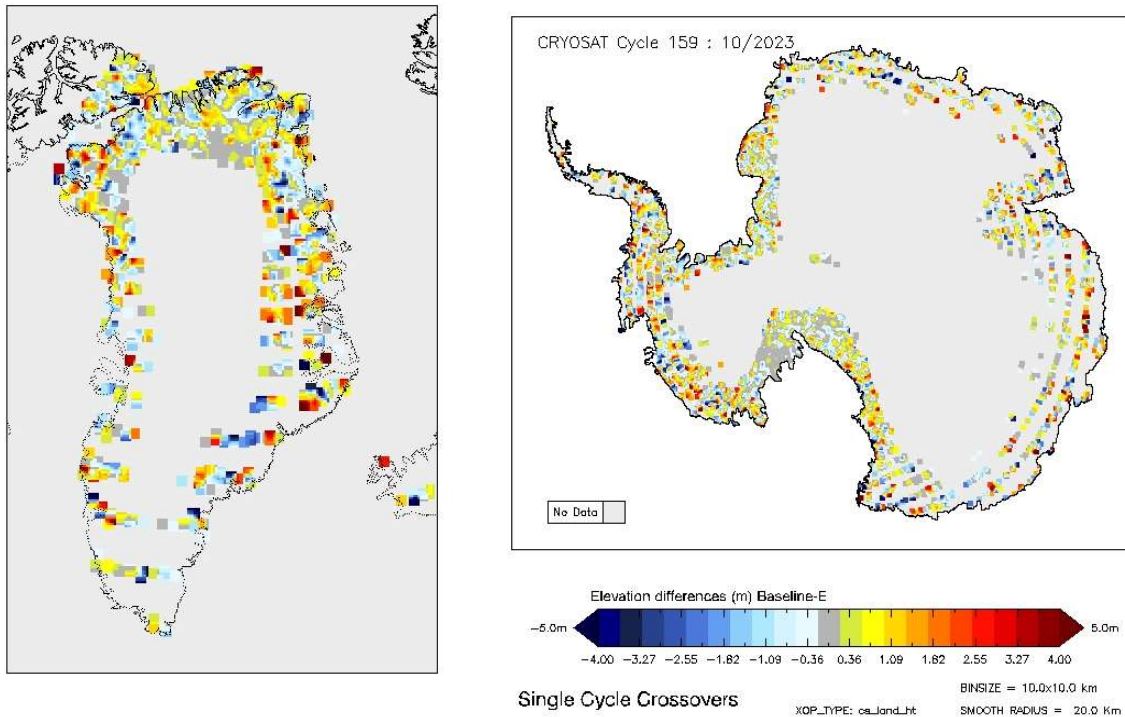 CRYOSAT Cycle 159 : 10/2023
No Data
Elevation differences (m) Baseline-E
-5.0m 5.0m
-4.00 -3.27 -2.55 -1.82 -1.09 -0.36 0.36 1.09 1.82 2.55 3.27 4.00
Single Cycle Crossovers
XOP_TYPE: cs_land_ht
BINSIZE = 10.0x10.0 km
SMOOTH RADIUS = 20.0 Km